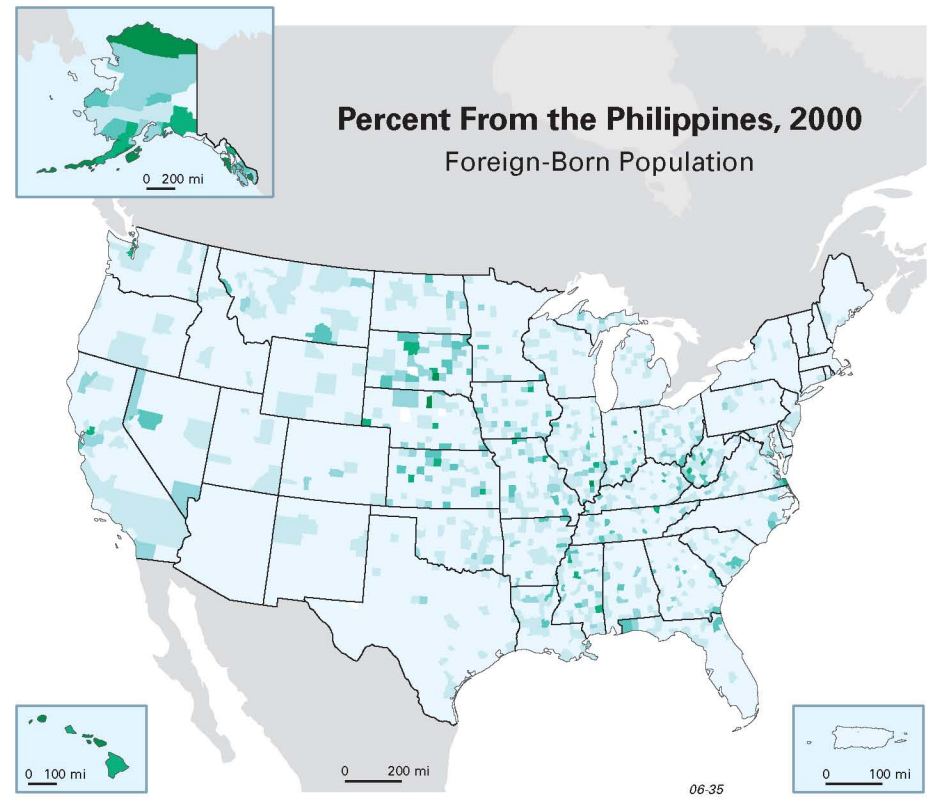 Percent From the Philippines, 2000
Foreign-Born Population
0 200 mi
0 100 mi
0 200 mi
06-35
0 100 mi